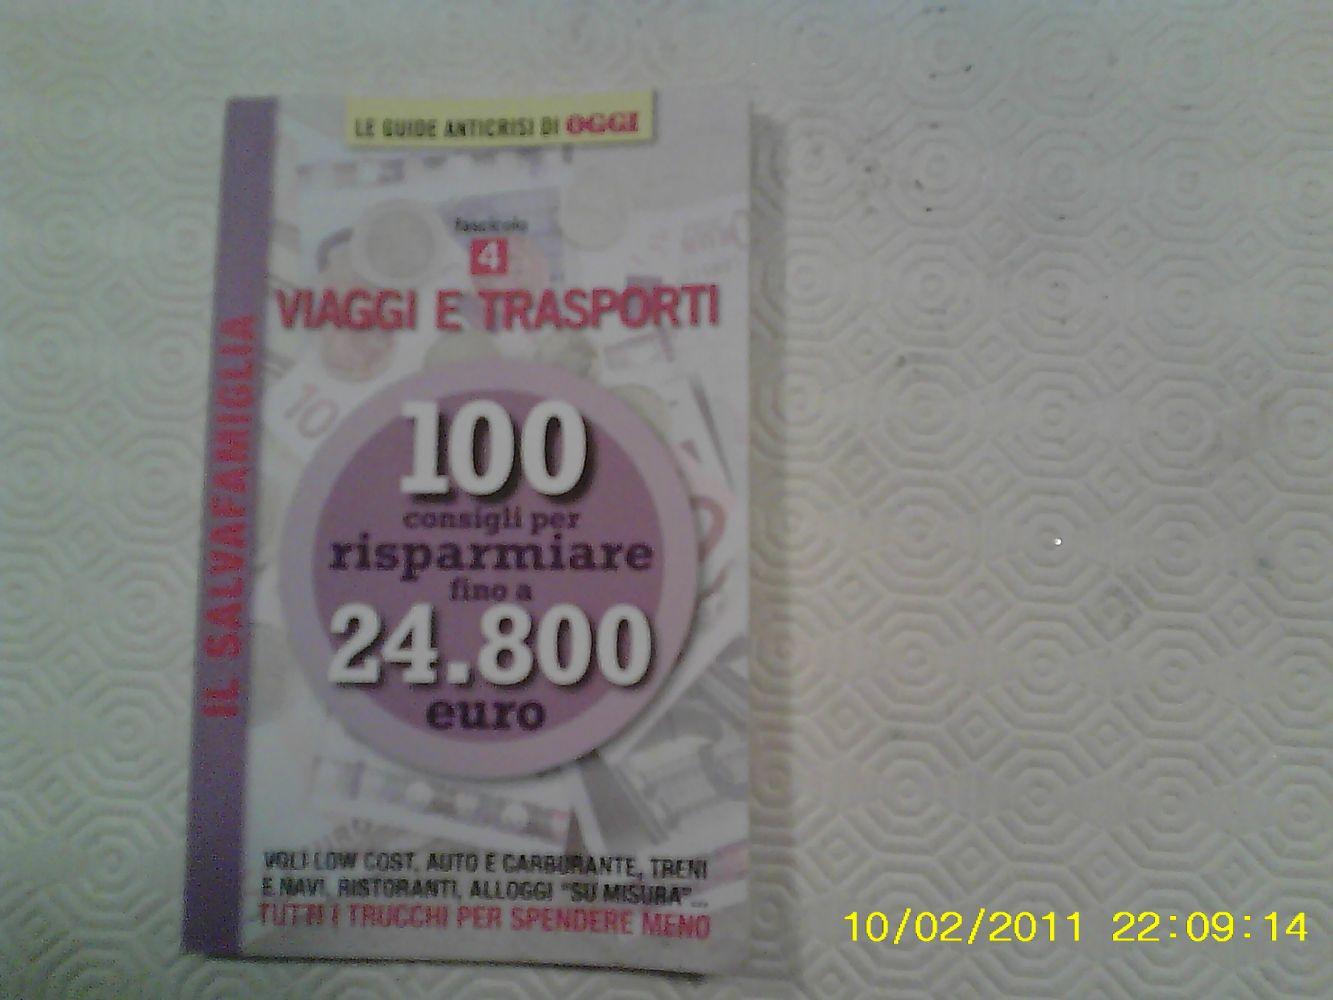 LE GUIDE ANTICRISI DI OGGI
fascicolo
4
VIAGGI E TRASPORTI
IL SALVAFAMIGLIA
10
100
consigli per
risparmiare
fino a
24.800
euro
VOLI LOW COST, AUTO E CARBURANTE, TRENI
E NAVI, RISTORANTI, ALLOGGI "SU MISURA"...
TUTTI I TRUCCHI PER SPENDERE MENO
10/02/2011 22:09:14